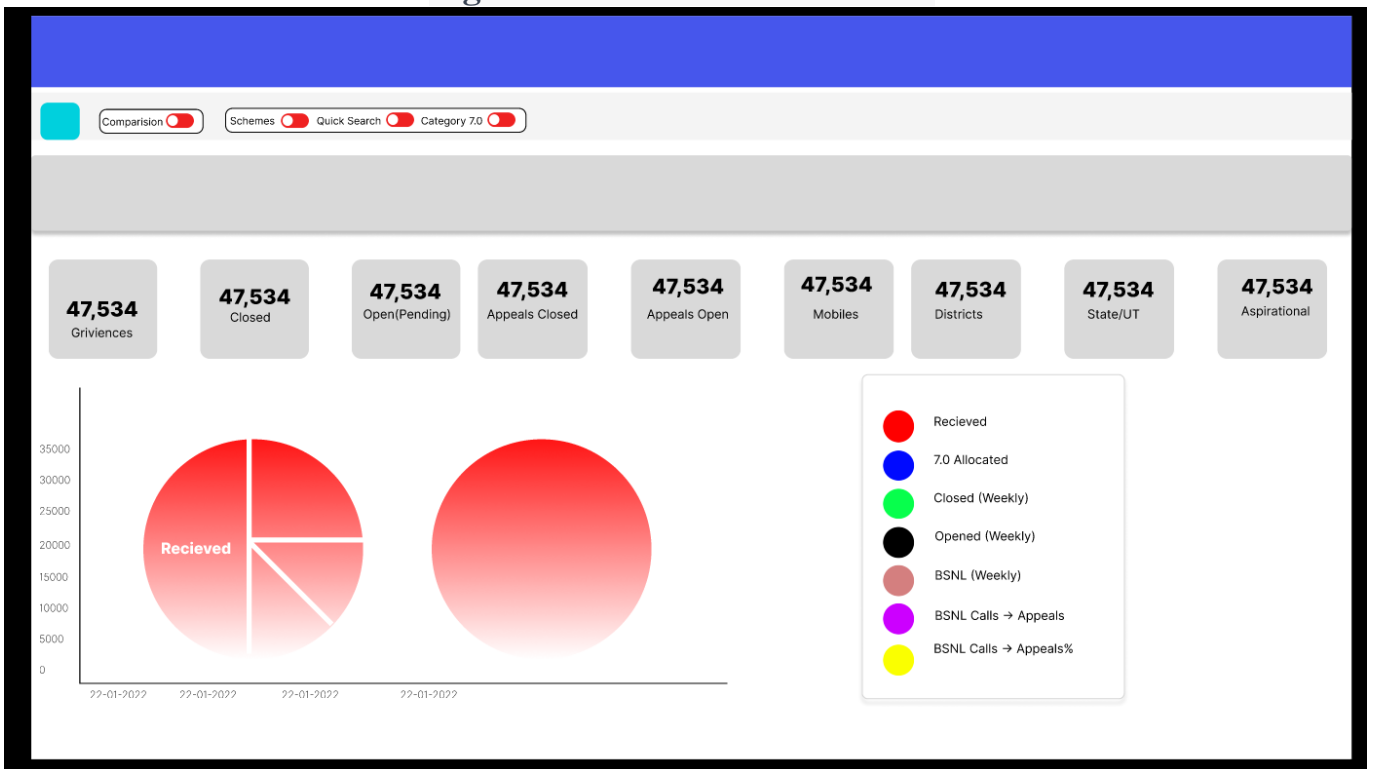 Comparision
Schemes Quick Search Category 7.0
47,534
Griviences
47,534
Closed
47,534
Open(Pending)
47,534
Appeals Closed
47,534
Appeals Open
47,534
Mobiles
47,534
Districts
47,534
State/UT
47,534
Aspirational
35000
30000
25000
20000
15000
10000
5000
0
Recieved
22-01-2022 22-01-2022 22-01-2022 22-01-2022
Recieved
7.0 Allocated
Closed (Weekly)
Opened (Weekly)
BSNL (Weekly)
BSNL Calls → Appeals
BSNL Calls → Appeals%